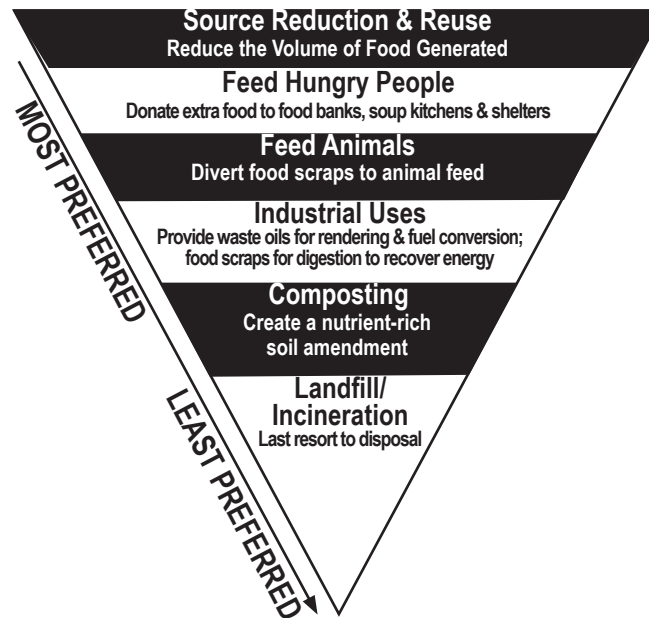 Source Reduction & Reuse
Reduce the Volume of Food Generated
Feed Hungry People
Donate extra food to food banks, soup kitchens & shelters
Feed Animals
Divert food scraps to animal feed
Industrial Uses
Provide waste oils for rendering & fuel conversion;
food scraps for digestion to recover energy
Composting
Create a nutrient-rich
soil amendment
Landfill/
Incineration
Last resort to disposal
MOST PREFERRED
LEAST PREFERRED